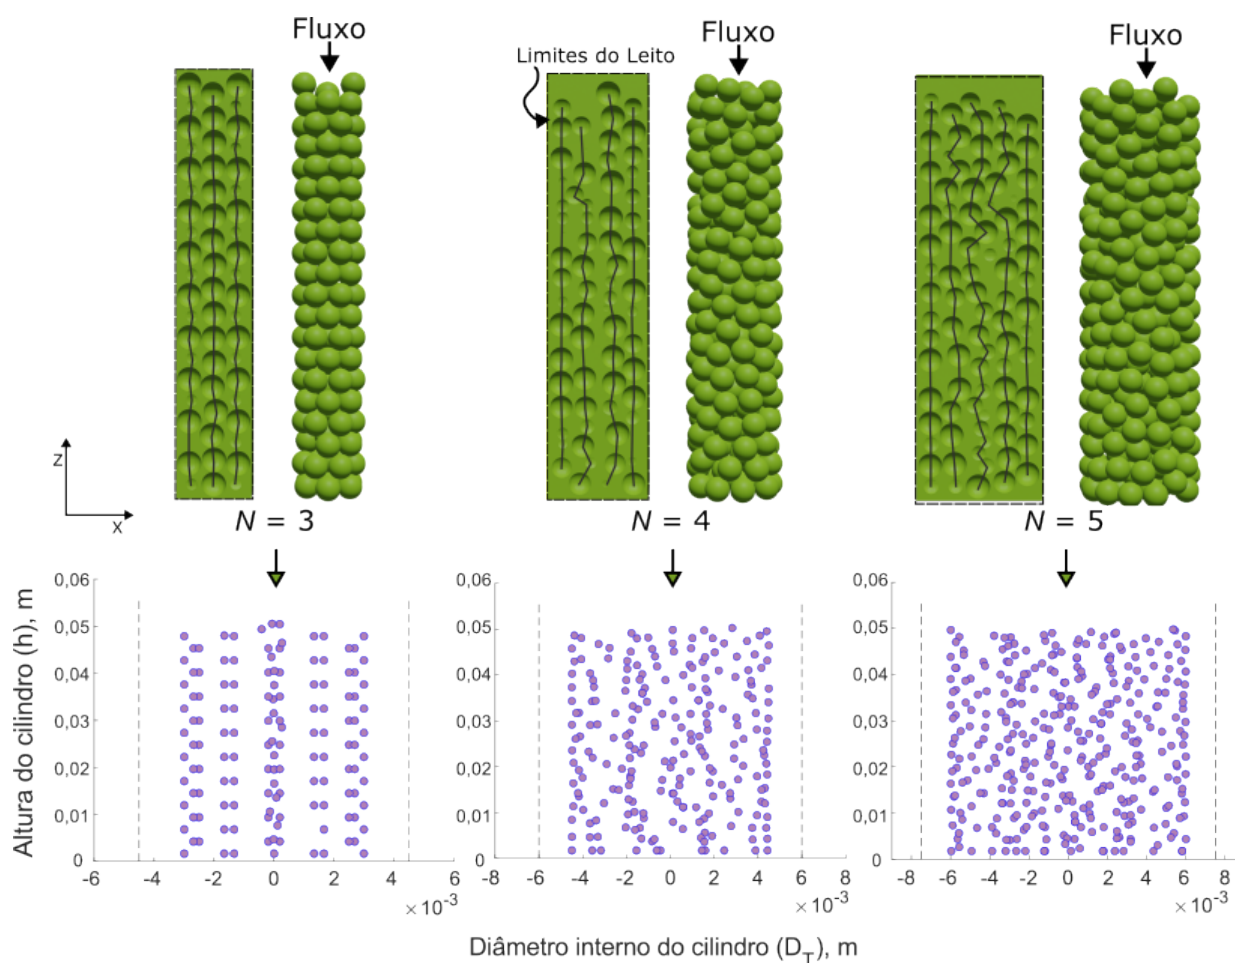 Fluxo
Fluxo
Fluxo
Limites do Leito
Z
X
N = 3
N = 4
N = 5
Altura do cilindro (h), m
0,06
0,05
0,04
0,03
0,02
0,01
0
-6 -4 -2 0 2 4 6
× 10⁻³
0,06
0,05
0,04
0,03
0,02
0,01
0
-8 -6 -4 -2 0 2 4 6 8
× 10⁻³
0,06
0,05
0,04
0,03
0,02
0,01
0
-8 -6 -4 -2 0 2 4 6 8
× 10⁻³
Diâmetro interno do cilindro (D_T), m